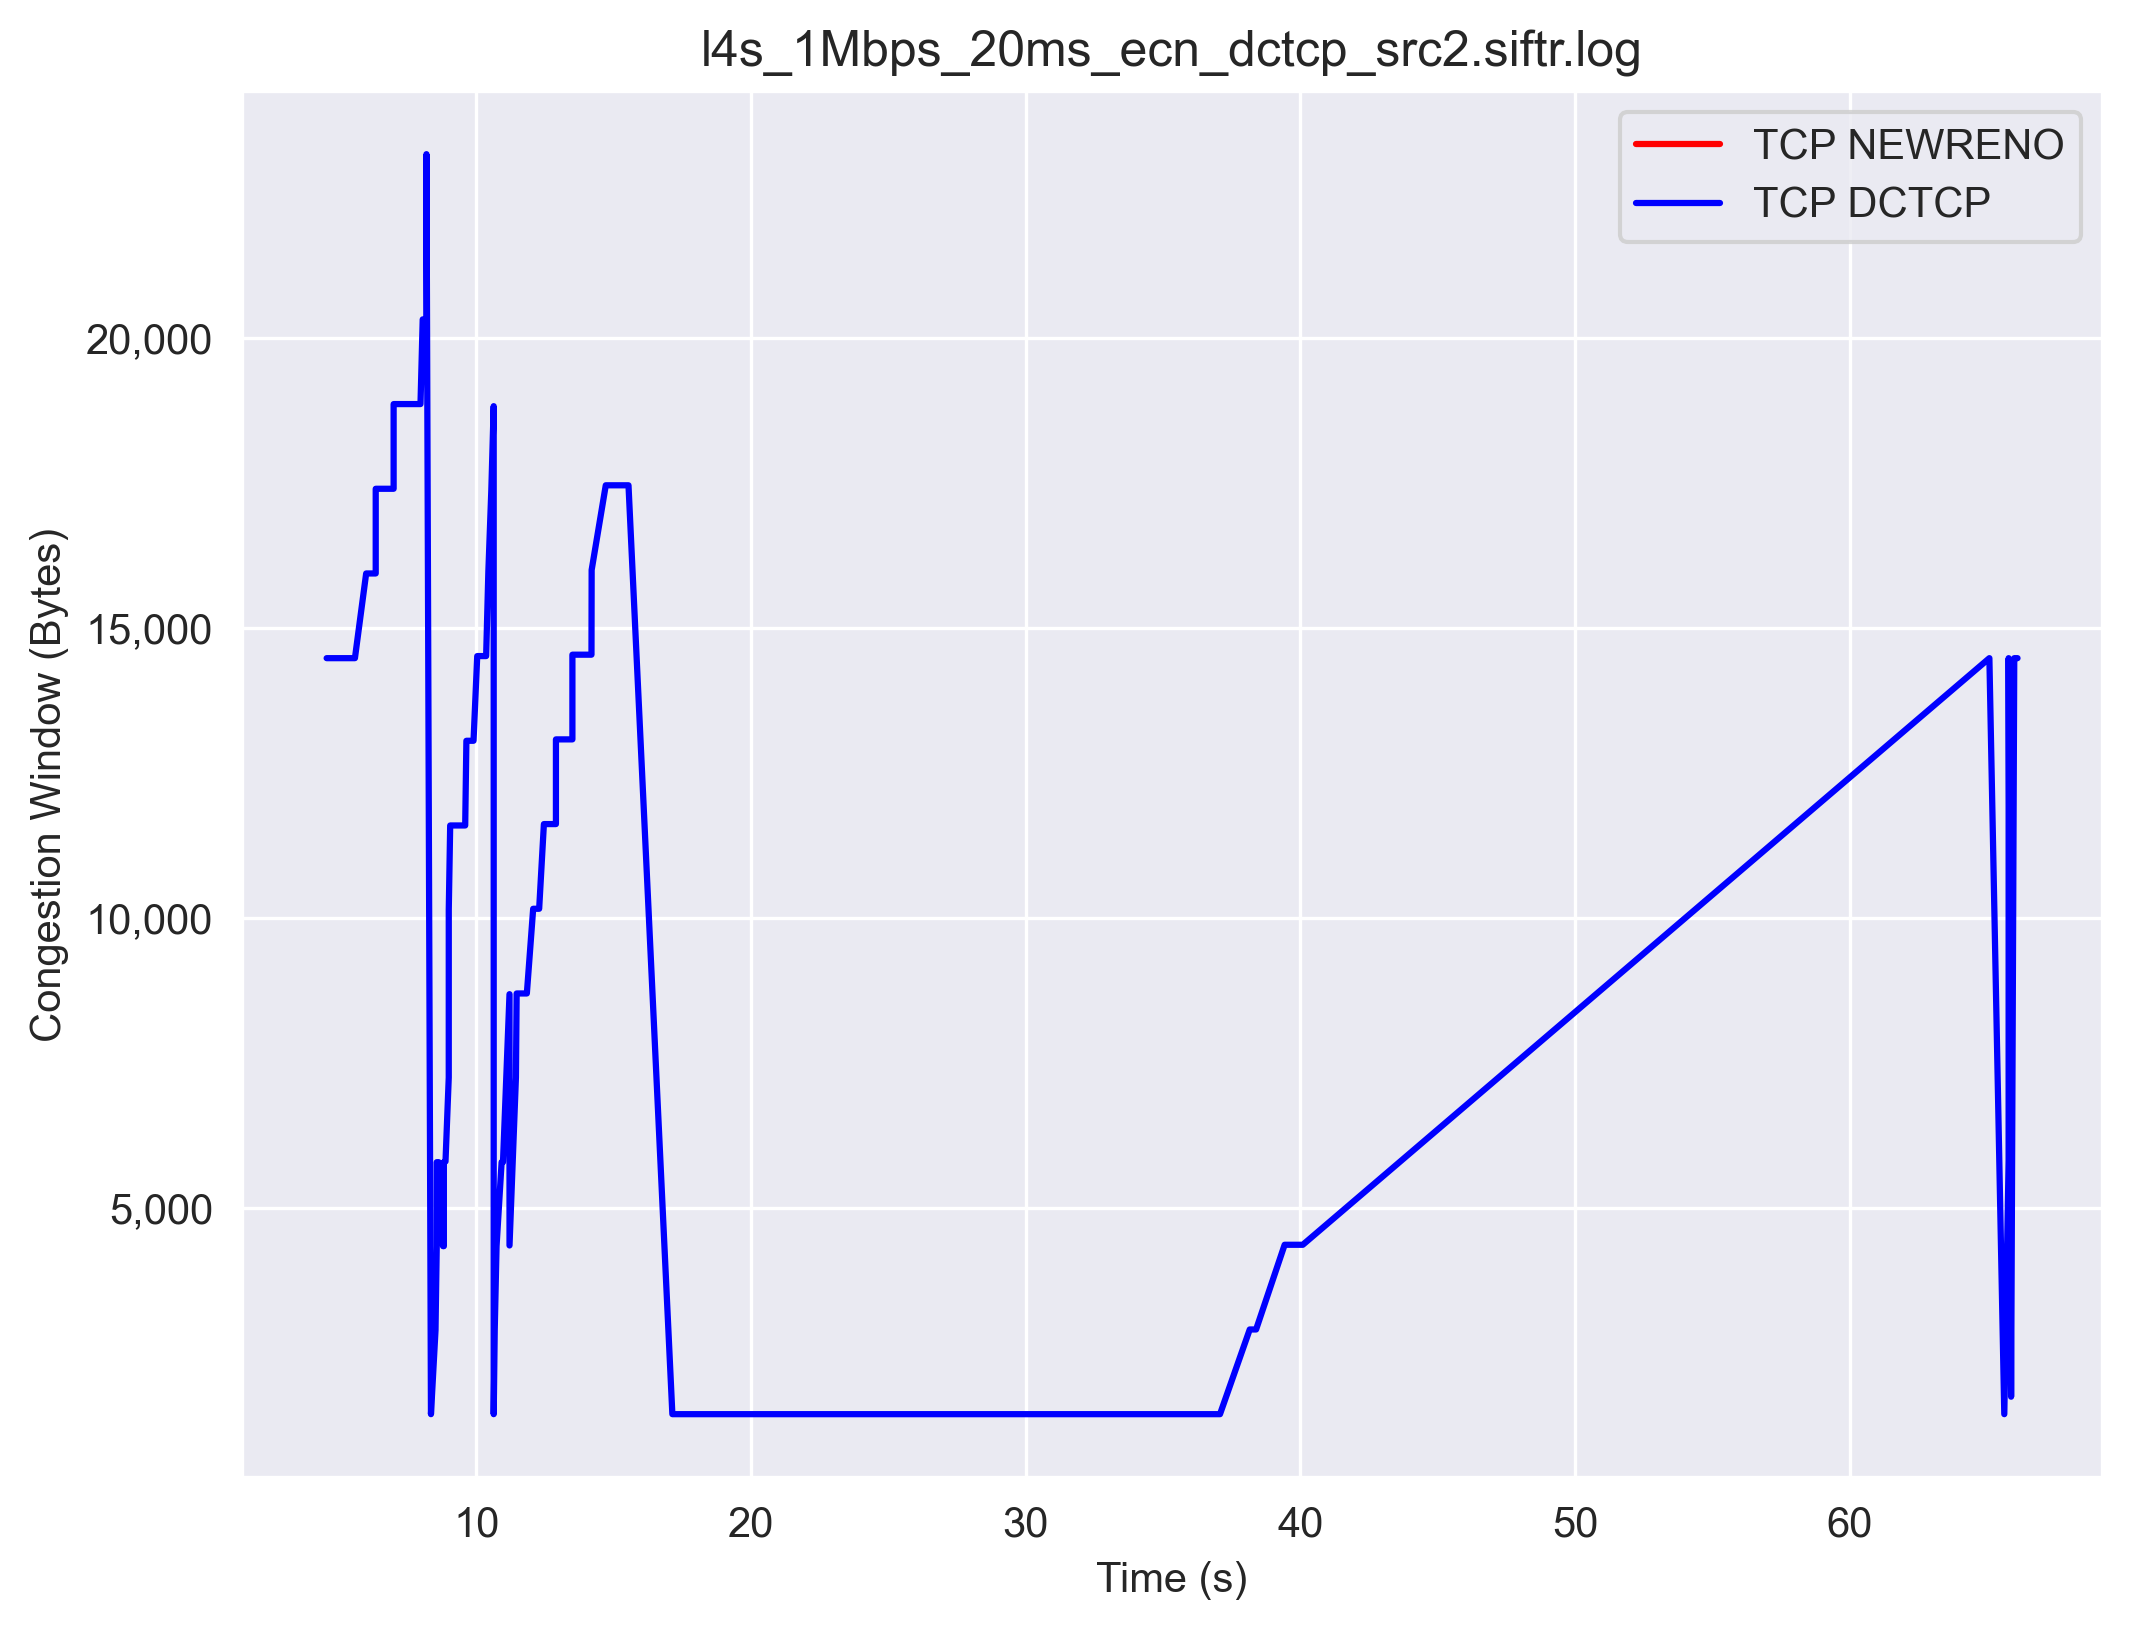 l4s_1Mbps_20ms_ecn_dctcp_src2.siftr.log
TCP NEWRENO
TCP DCTCP
20,000
15,000
10,000
5,000
Congestion Window (Bytes)
10 20 30 40 50 60
Time (s)